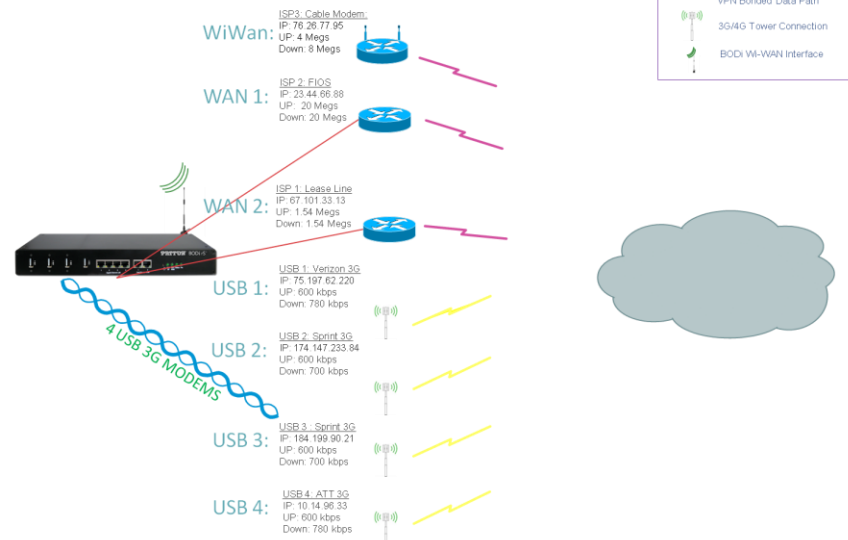 VPN Bonded Data Path
3G/4G Tower Connection
BODi Wi-WAN Interface
WiWan:
ISP3: Cable Modem:
IP: 76.26.77.95
UP: 4 Megs
Down: 8 Megs
WAN 1:
ISP 2: FIOS
IP: 23.44.66.88
UP: 20 Megs
Down: 20 Megs
WAN 2:
ISP 1: Lease Line
IP: 67.101.33.13
UP: 1.54 Megs
Down: 1.54 Megs
PATTON BODi rS
USB 1:
USB 1: Verizon 3G
IP: 75.197.62.220
UP: 600 kbps
Down: 780 kbps
4 USB 3G MODEMS
USB 2:
USB 2: Sprint 3G
IP: 174.147.233.84
UP: 600 kbps
Down: 700 kbps
USB 3:
USB 3 : Sprint 3G
IP: 184.199.90.21
UP: 600 kbps
Down: 700 kbps
USB 4:
USB 4: ATT 3G
IP: 10.14.96.33
UP: 600 kbps
Down: 780 kbps